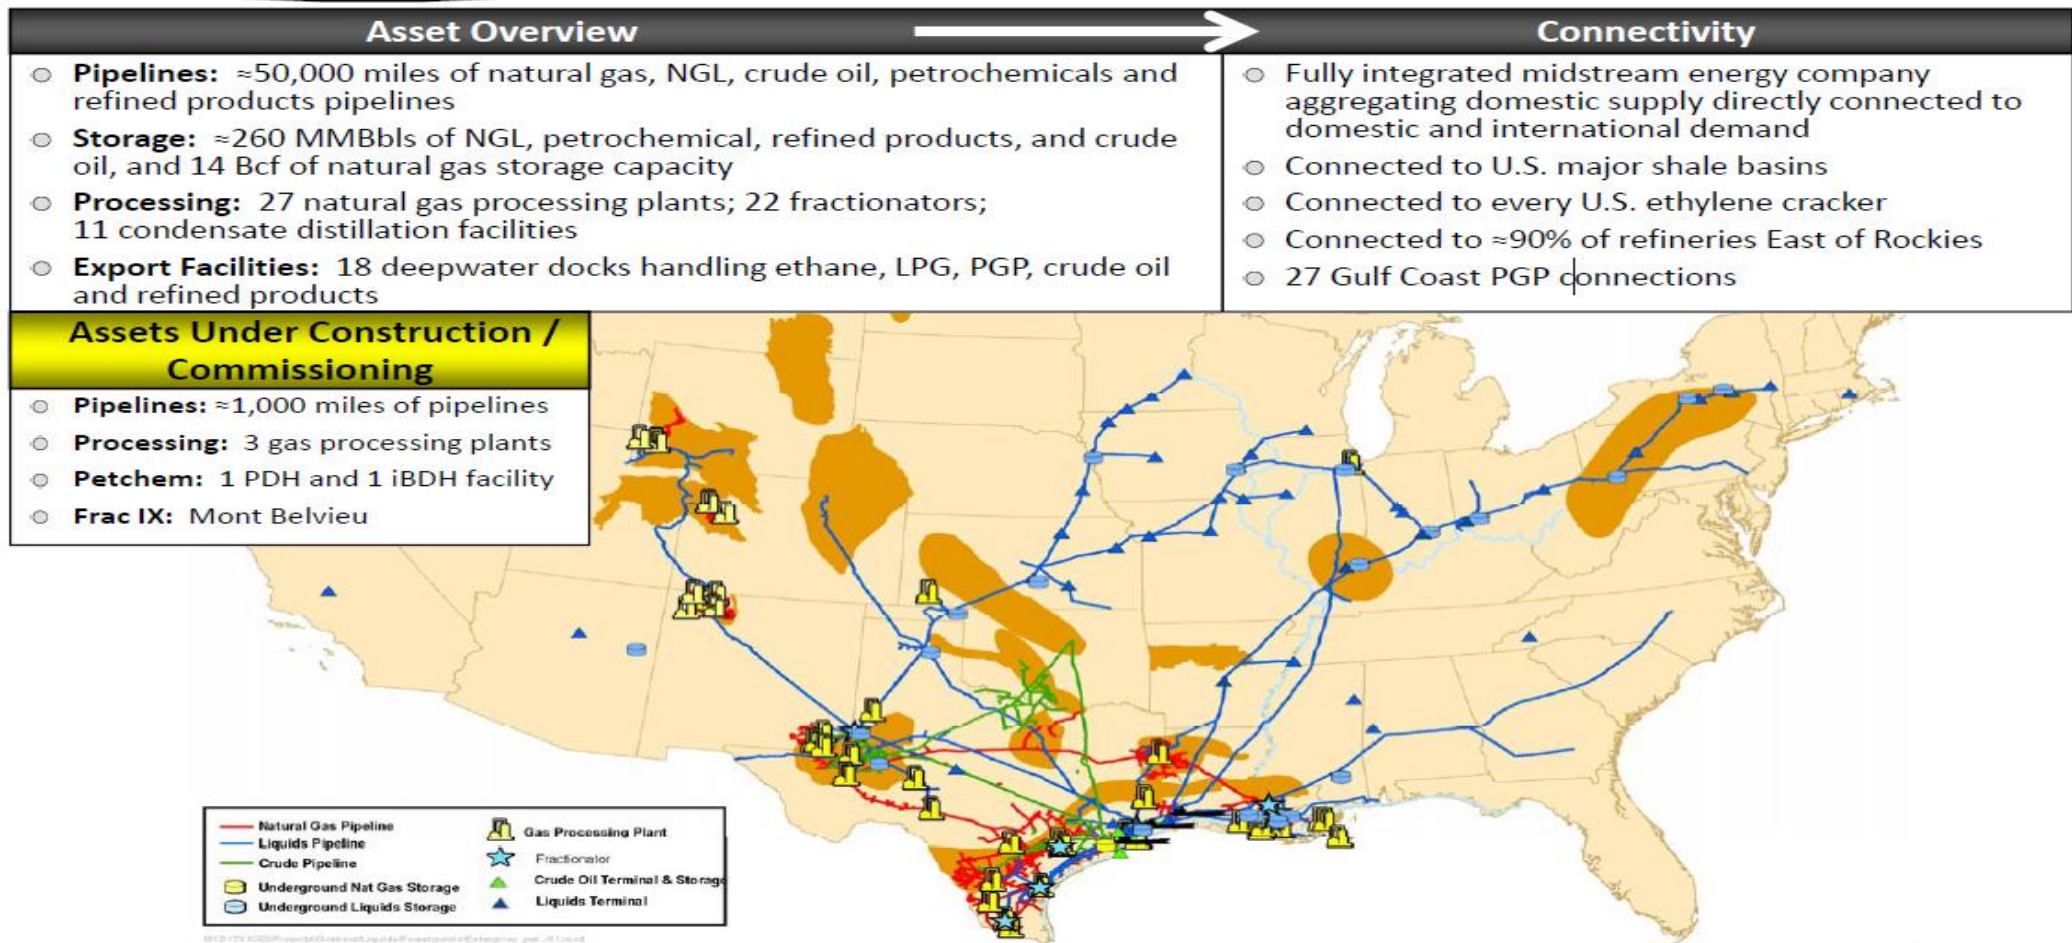 Asset Overview
Connectivity
Pipelines: ≈50,000 miles of natural gas, NGL, crude oil, petrochemicals and
refined products pipelines
Storage: ≈260 MMBbls of NGL, petrochemical, refined products, and crude
oil, and 14 Bcf of natural gas storage capacity
Processing: 27 natural gas processing plants; 22 fractionators;
11 condensate distillation facilities
Export Facilities: 18 deepwater docks handling ethane, LPG, PGP, crude oil
and refined products
Fully integrated midstream energy company
aggregating domestic supply directly connected to
domestic and international demand
Connected to U.S. major shale basins
Connected to every U.S. ethylene cracker
Connected to ≈90% of refineries East of Rockies
27 Gulf Coast PGP connections
Assets Under Construction /
Commissioning
Pipelines: ≈1,000 miles of pipelines
Processing: 3 gas processing plants
Petchem: 1 PDH and 1 iBDH facility
Frac IX: Mont Belvieu
Natural Gas Pipeline
Liquids Pipeline
Crude Pipeline
Underground Nat Gas Storage
Underground Liquids Storage
Gas Processing Plant
Fractionator
Crude Oil Terminal & Storage
Liquids Terminal